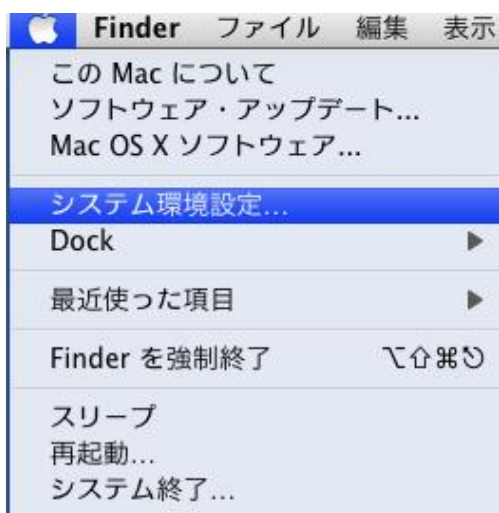 Finder ファイル 編集 表示
この Mac について
ソフトウェア・アップデート...
Mac OS X ソフトウェア...
システム環境設定...
Dock
最近使った項目
Finder を強制終了 ⌥⇧⌘⎋
スリープ
再起動...
システム終了...